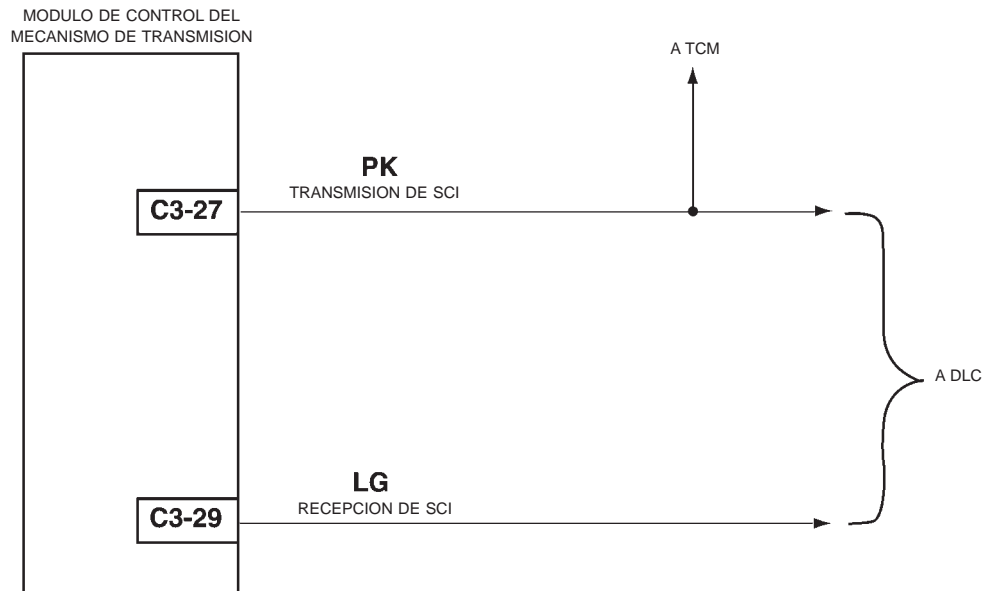 MODULO DE CONTROL DEL
MECANISMO DE TRANSMISION
A TCM
PK
TRANSMISION DE SCI
C3-27
A DLC
LG
RECEPCION DE SCI
C3-29